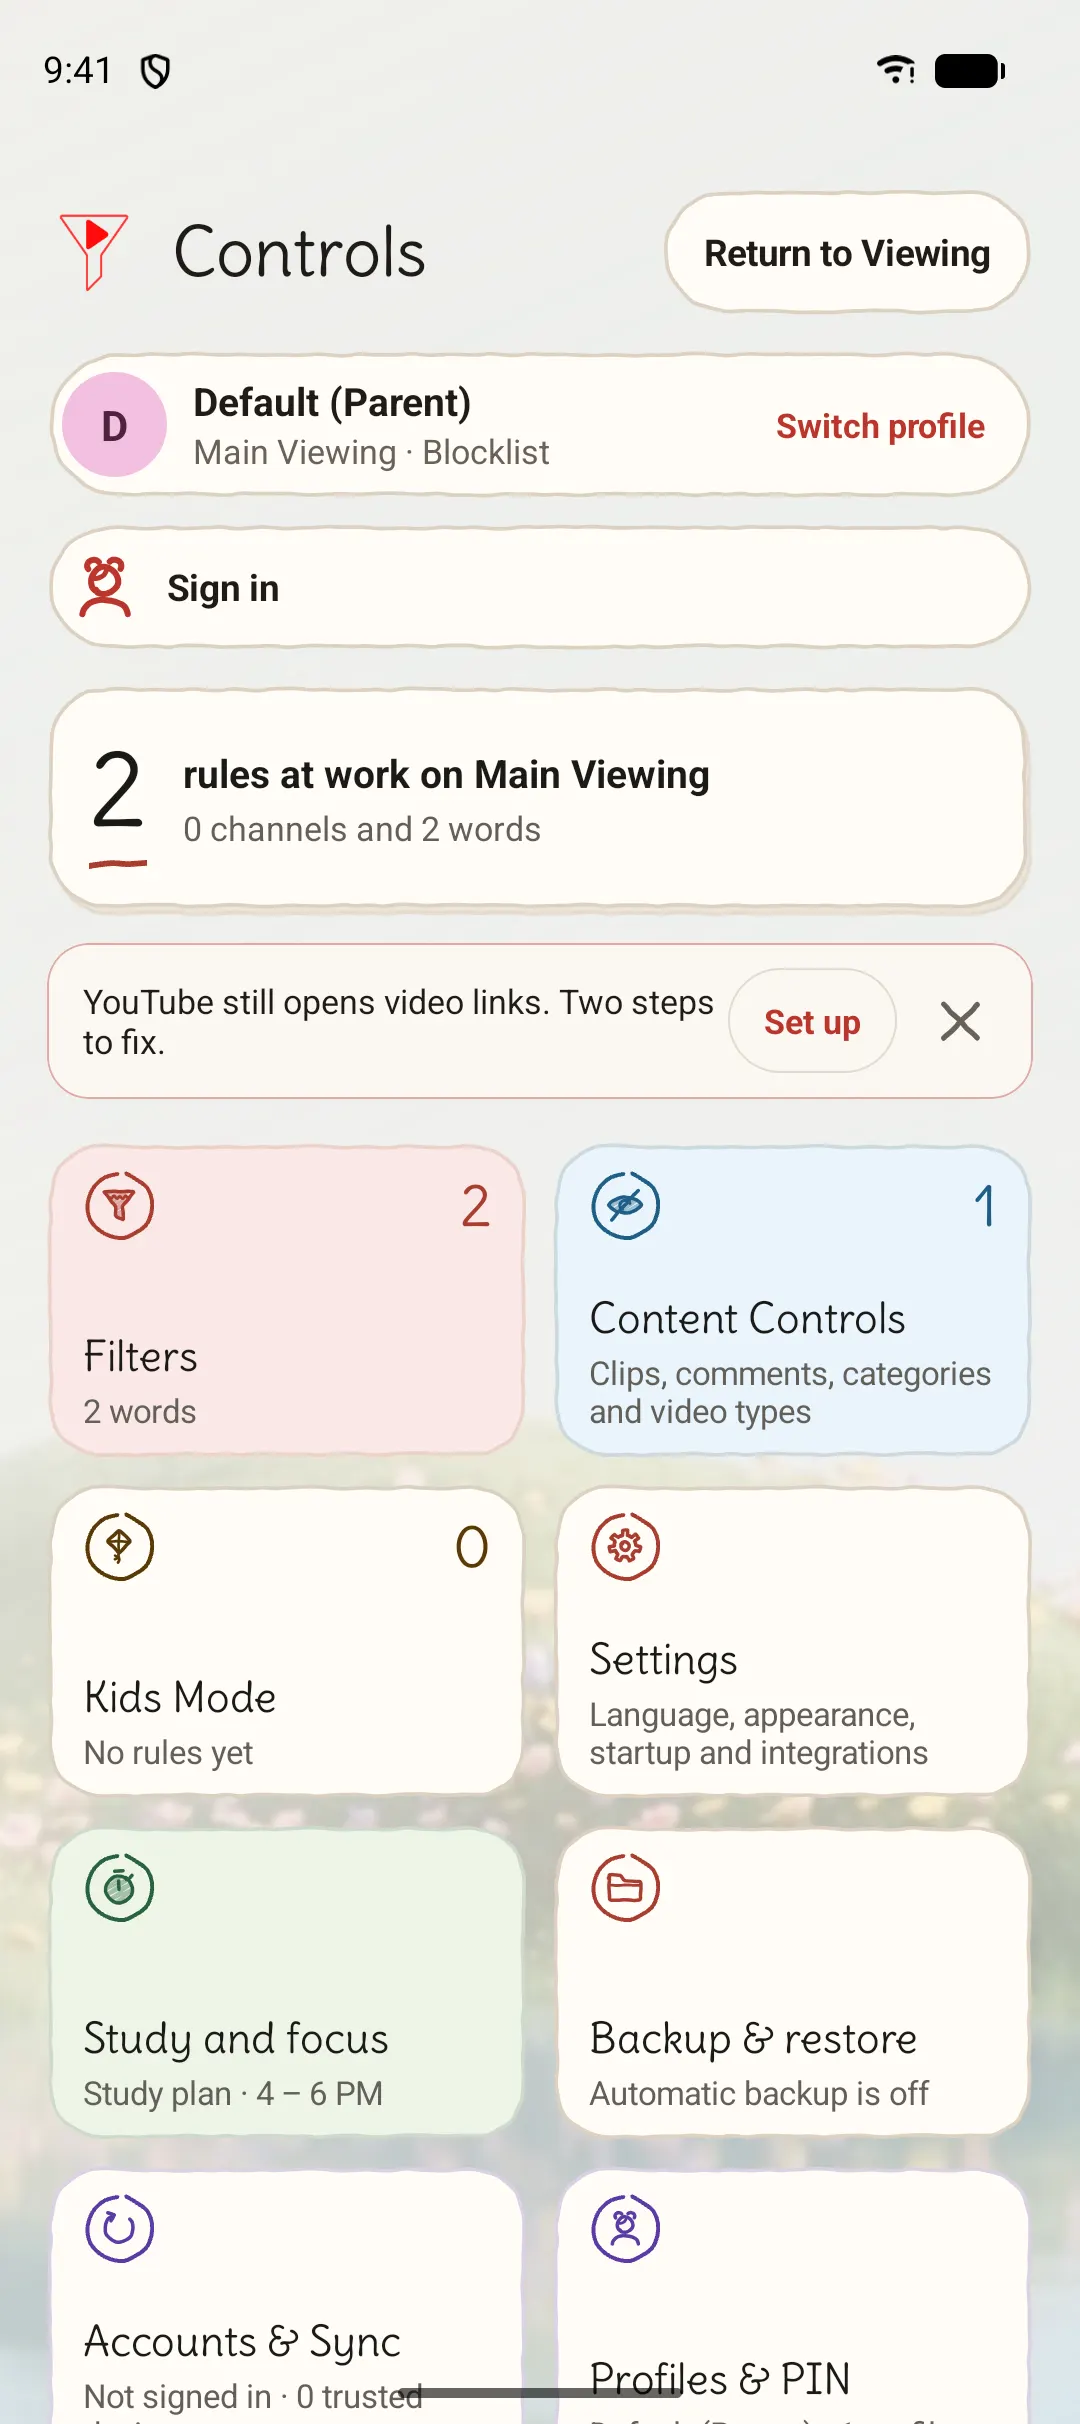 9:41
Controls
Return to Viewing
D
Default (Parent)
Main Viewing · Blocklist
Switch profile
Sign in
2
rules at work on Main Viewing
0 channels and 2 words
YouTube still opens video links. Two steps
to fix.
Set up
2
Filters
2 words
1
Content Controls
Clips, comments, categories
and video types
0
Kids Mode
No rules yet
Settings
Language, appearance,
startup and integrations
Study and focus
Study plan · 4 – 6 PM
Backup & restore
Automatic backup is off
Accounts & Sync
Not signed in · 0 trusted
Profiles & PIN